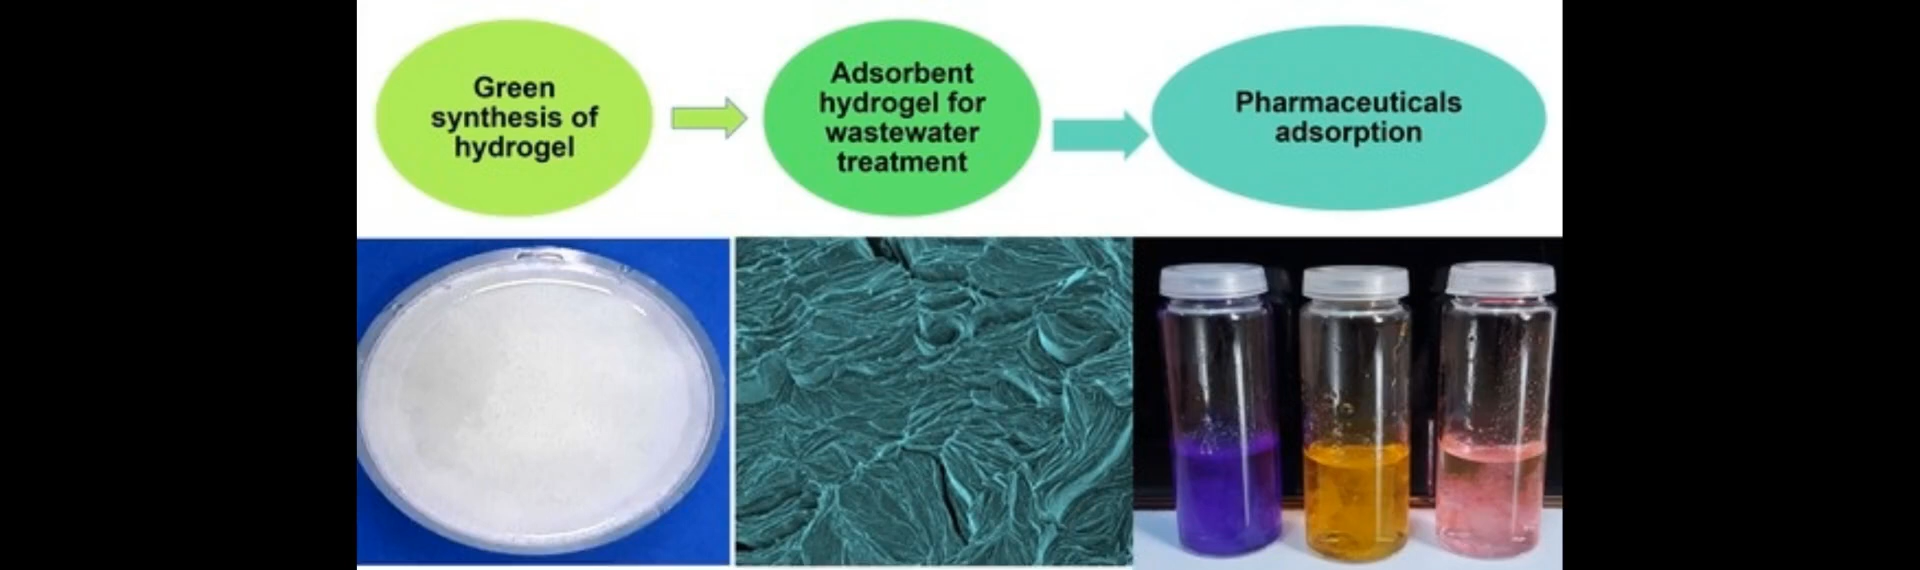 Green
synthesis of
hydrogel
Adsorbent
hydrogel for
wastewater
treatment
Pharmaceuticals
adsorption